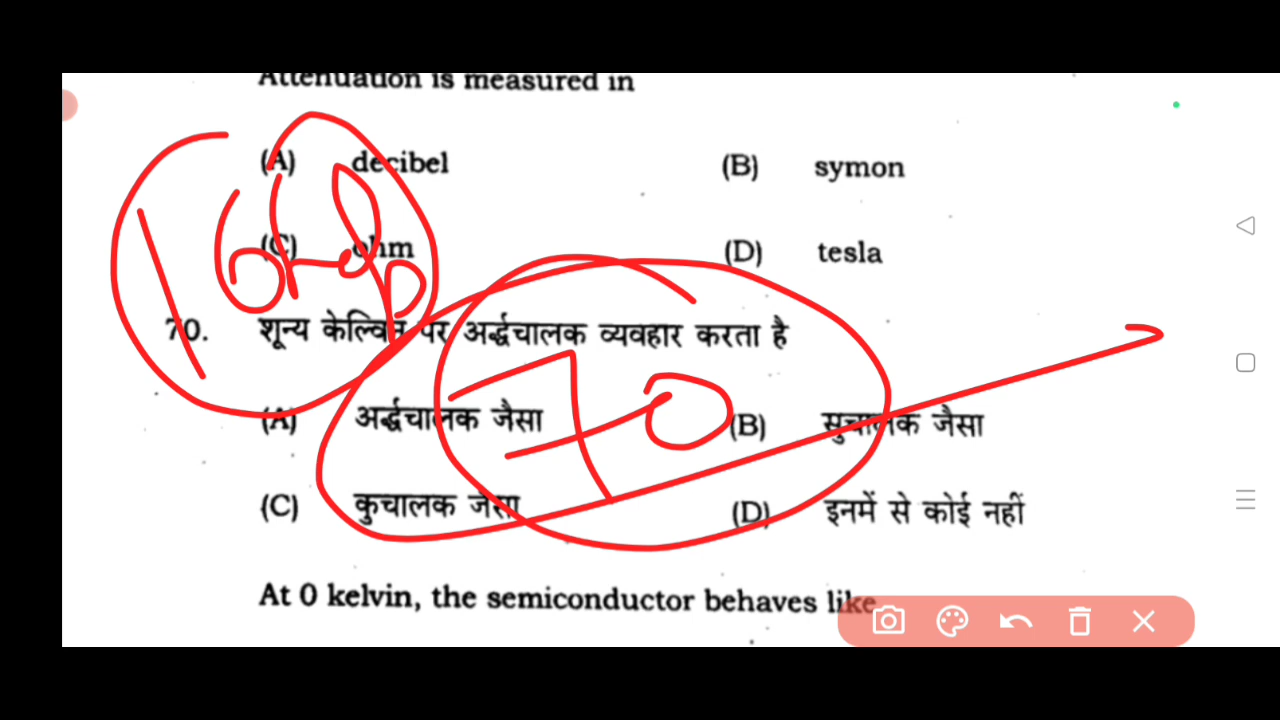 Attenuation is measured in
(A) decibel (B) symon
(C) ohm (D) tesla
70. शून्य केल्विन पर अर्द्धचालक व्यवहार करता है
(A) अर्द्धचालक जैसा (B) सुचालक जैसा
(C) कुचालक जैसा (D) इनमें से कोई नहीं
At 0 kelvin, the semiconductor behaves like
70